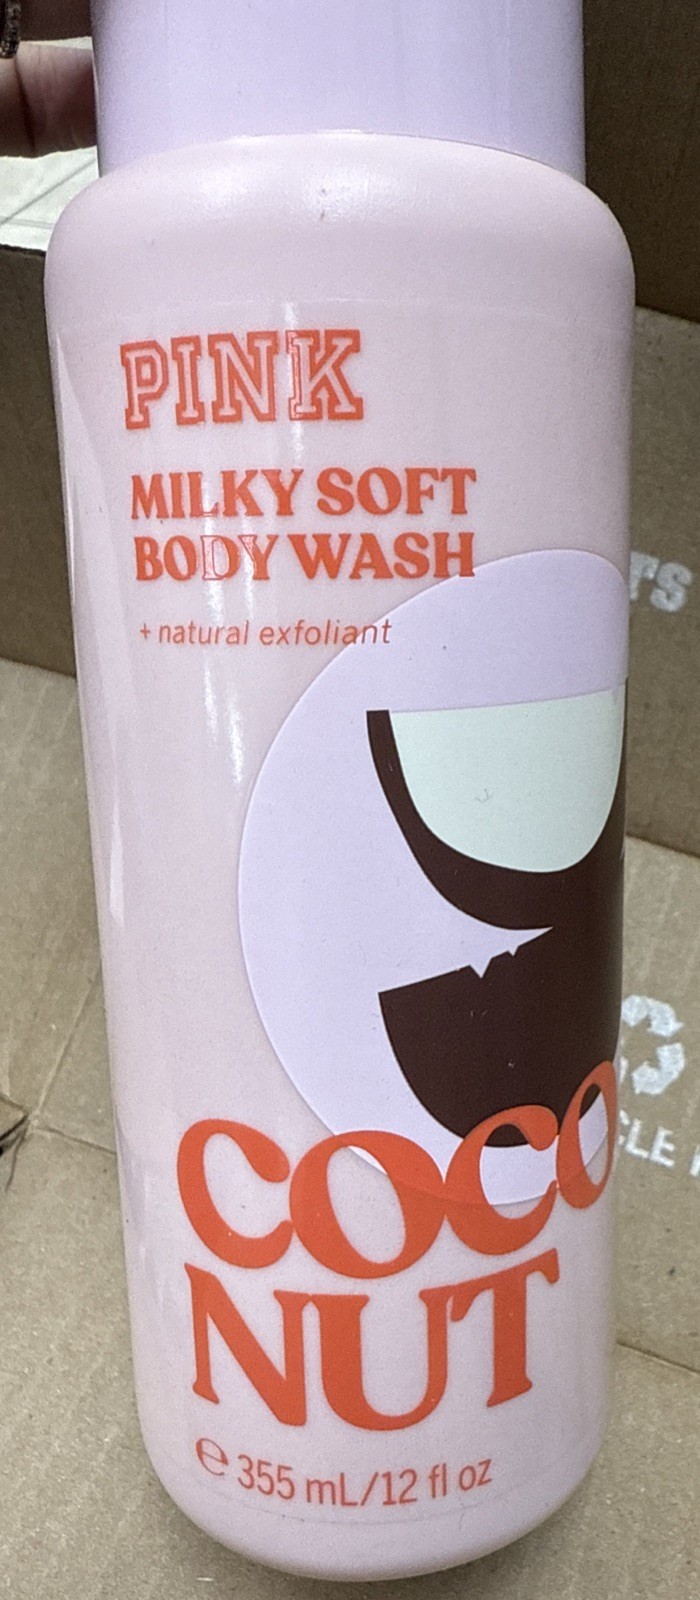 PINK
MILKY SOFT
BODY WASH
+ natural exfoliant
COCO
NUT
℮ 355 mL/12 fl oz